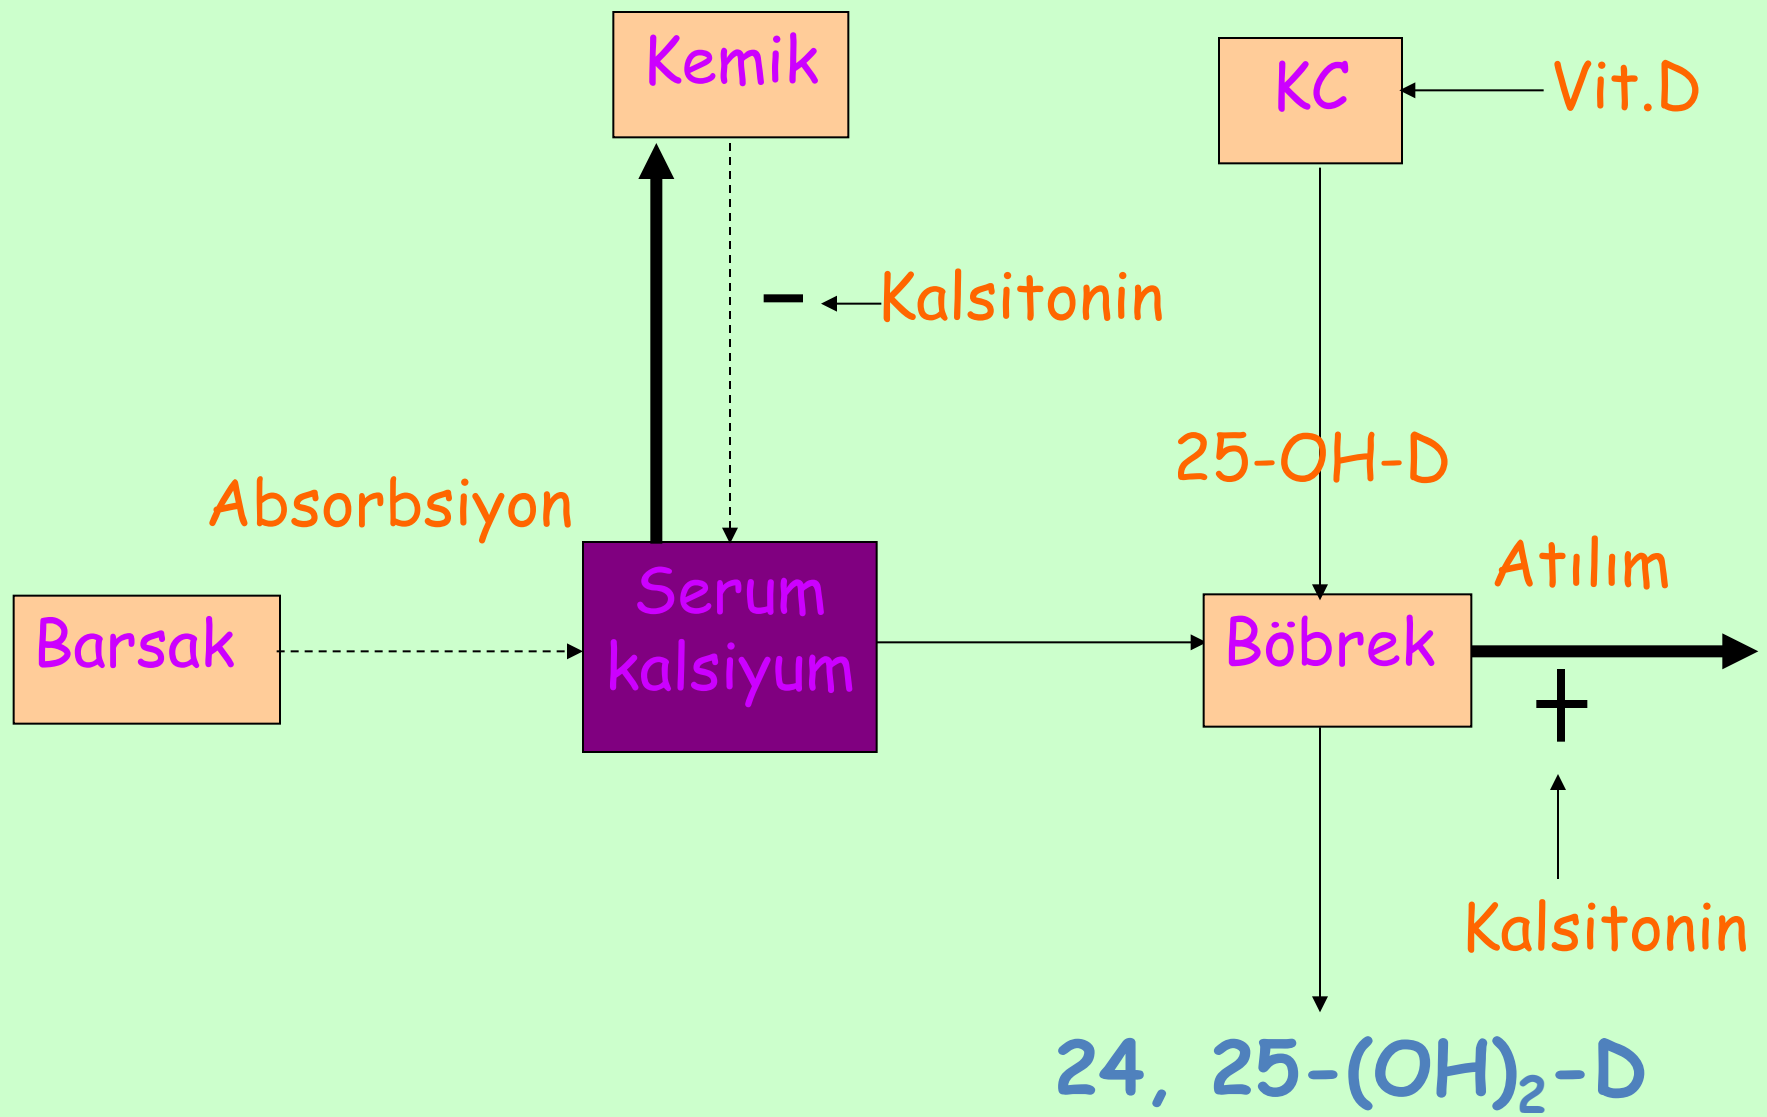 Kemik
KC
Vit.D
Kalsitonin
25-OH-D
Absorbsiyon
Atılım
Barsak
Serum
kalsiyum
Böbrek
Kalsitonin
24, 25-(OH)₂-D